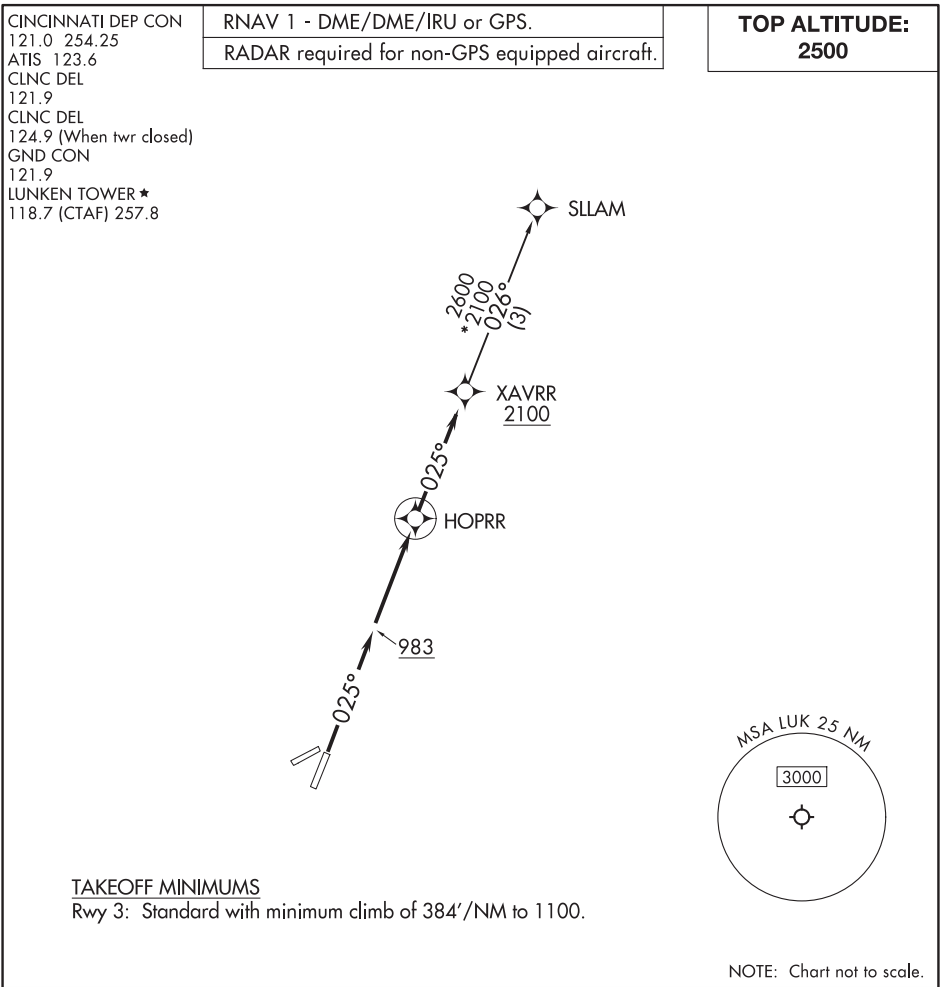 CINCINNATI DEP CON
121.0 254.25
ATIS 123.6
CLNC DEL
121.9
CLNC DEL
124.9 (When twr closed)
GND CON
121.9
LUNKEN TOWER ★
118.7 (CTAF) 257.8
RNAV 1 - DME/DME/IRU or GPS.
RADAR required for non-GPS equipped aircraft.
TOP ALTITUDE:
2500
SLLAM
2600
*2100
026°
(3)
XAVRR
2100
025°
HOPRR
983
025°
MSA LUK 25 NM
3000
TAKEOFF MINIMUMS
Rwy 3: Standard with minimum climb of 384'/NM to 1100.
NOTE: Chart not to scale.